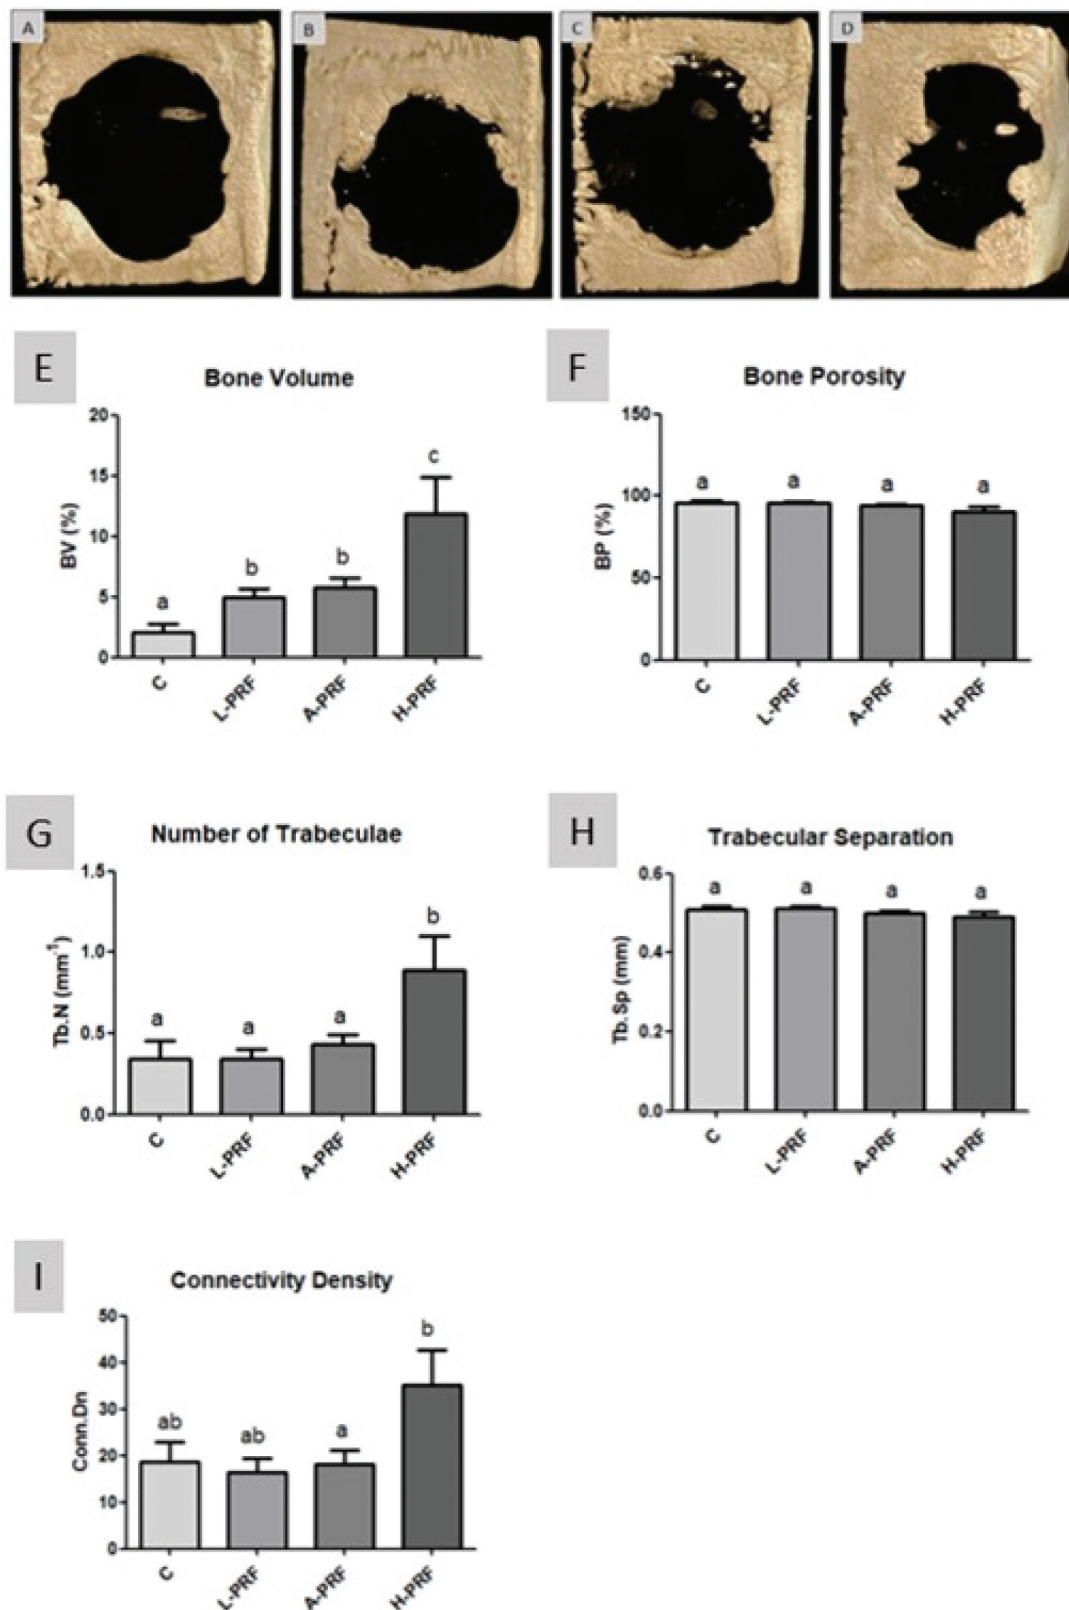 A
B
C
D
E
Bone Volume
BV (%)
20
15
10
5
0
a
b
b
c
C
L-PRF
A-PRF
H-PRF
F
Bone Porosity
BP (%)
150
100
50
0
a
a
a
a
C
L-PRF
A-PRF
H-PRF
G
Number of Trabeculae
Tb.N (mm⁻¹)
1.5
1.0
0.5
0.0
a
a
a
b
C
L-PRF
A-PRF
H-PRF
H
Trabecular Separation
Tb.Sp (mm)
0.6
0.4
0.2
0.0
a
a
a
a
C
L-PRF
A-PRF
H-PRF
I
Connectivity Density
Conn.Dn
50
40
30
20
10
0
ab
ab
a
b
C
L-PRF
A-PRF
H-PRF